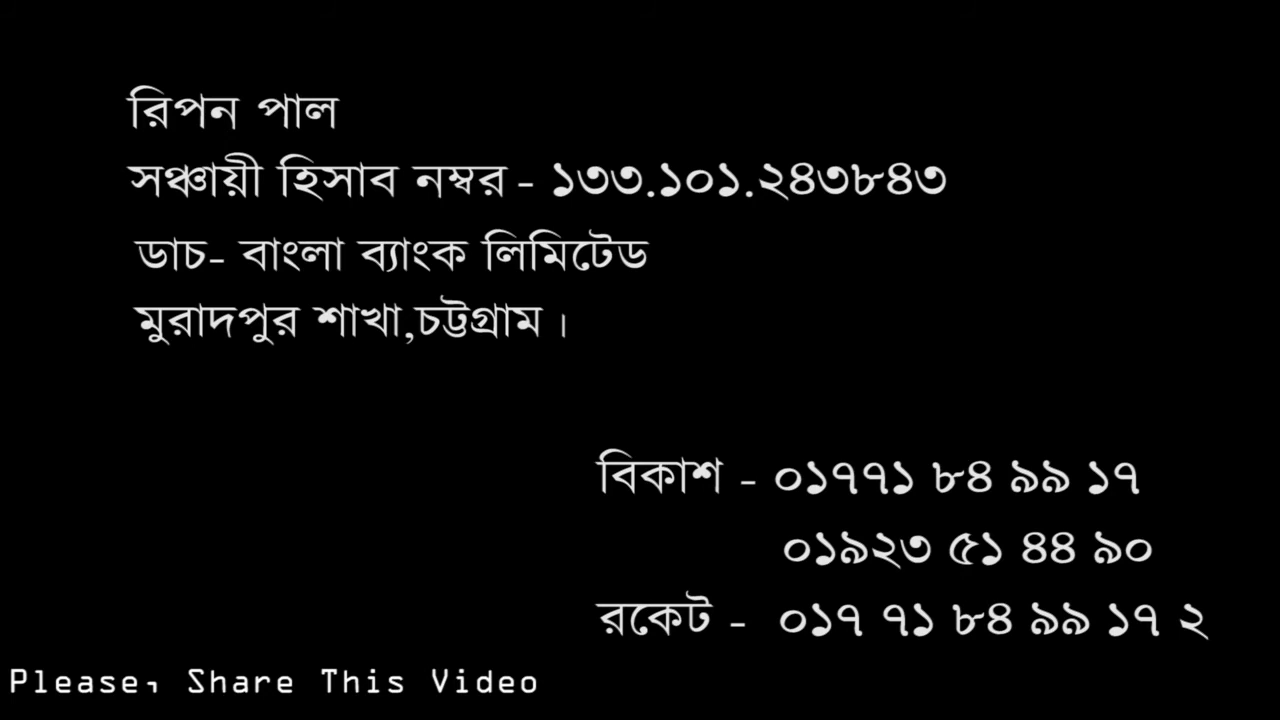 রিপন পাল
সঞ্চায়ী হিসাব নম্বর - ১৩৩.১০১.২৪৩৮৪৩
ডাচ- বাংলা ব্যাংক লিমিটেড
মুরাদপুর শাখা,চট্টগ্রাম।
বিকাশ - ০১৭৭১ ৮৪ ৯৯ ১৭
০১৯২৩ ৫১ ৪৪ ৯০
রকেট - ০১৭ ৭১ ৮৪ ৯৯ ১৭ ২
Please, Share This Video